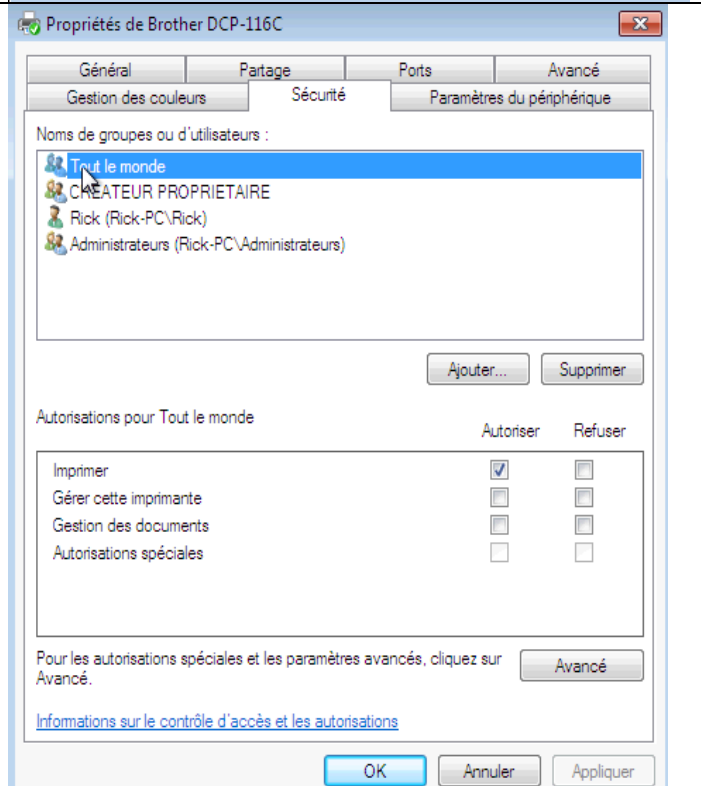 Propriétés de Brother DCP-116C
Général Partage Ports Avancé
Gestion des couleurs Sécurité Paramètres du périphérique
Noms de groupes ou d'utilisateurs :
Tout le monde
CREATEUR PROPRIETAIRE
Rick (Rick-PC\Rick)
Administrateurs (Rick-PC\Administrateurs)
Ajouter... Supprimer
Autorisations pour Tout le monde
Autoriser Refuser
Imprimer
Gérer cette imprimante
Gestion des documents
Autorisations spéciales
Pour les autorisations spéciales et les paramètres avancés, cliquez sur
Avancé.
Avancé
Informations sur le contrôle d'accès et les autorisations
OK Annuler Appliquer